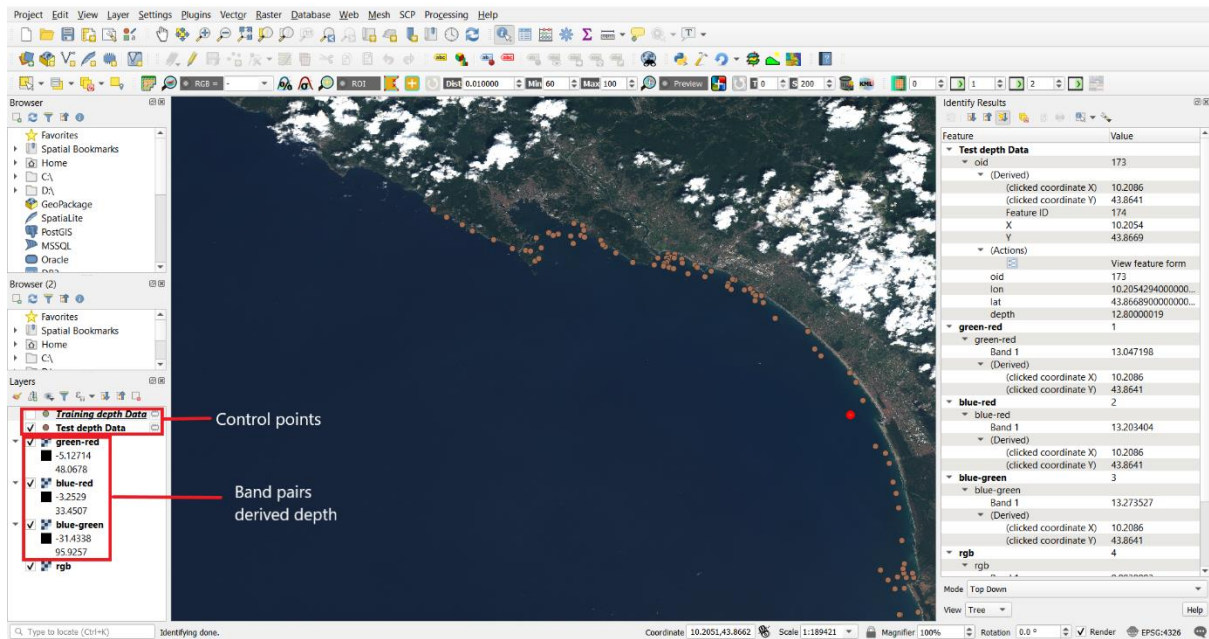 Project Edit View Layer Settings Plugins Vector Raster Database Web Mesh SCP Processing Help
RGB = - ROI Dist 0.010000 Min 60 Max 100 Preview T 0 S 200 KML 0 1 2
Browser
Favorites
Spatial Bookmarks
Home
C:\
D:\
GeoPackage
SpatiaLite
PostGIS
MSSQL
Oracle
DB2
Browser (2)
Favorites
Spatial Bookmarks
Home
C:\
Layers
Training depth Data
Test depth Data
green-red
-5.12714
48.0678
blue-red
-3.2529
33.4507
blue-green
-31.4338
95.9257
rgb
Control points
Band pairs
derived depth
Identify Results
Feature Value
Test depth Data
oid 173
(Derived)
(clicked coordinate X) 10.2086
(clicked coordinate Y) 43.8641
Feature ID 174
X 10.2054
Y 43.8669
(Actions)
View feature form
oid 173
lon 10.2054294000000...
lat 43.8668900000000...
depth 12.80000019
green-red 1
green-red
Band 1 13.047198
(Derived)
(clicked coordinate X) 10.2086
(clicked coordinate Y) 43.8641
blue-red 2
blue-red
Band 1 13.203404
(Derived)
(clicked coordinate X) 10.2086
(clicked coordinate Y) 43.8641
blue-green 3
blue-green
Band 1 13.273527
(Derived)
(clicked coordinate X) 10.2086
(clicked coordinate Y) 43.8641
rgb 4
rgb
Mode Top Down
View Tree Help
Type to locate (Ctrl+K) Identifying done. Coordinate 10.2051,43.8662 Scale 1:189421 Magnifier 100% Rotation 0.0 ° Render EPSG:4326